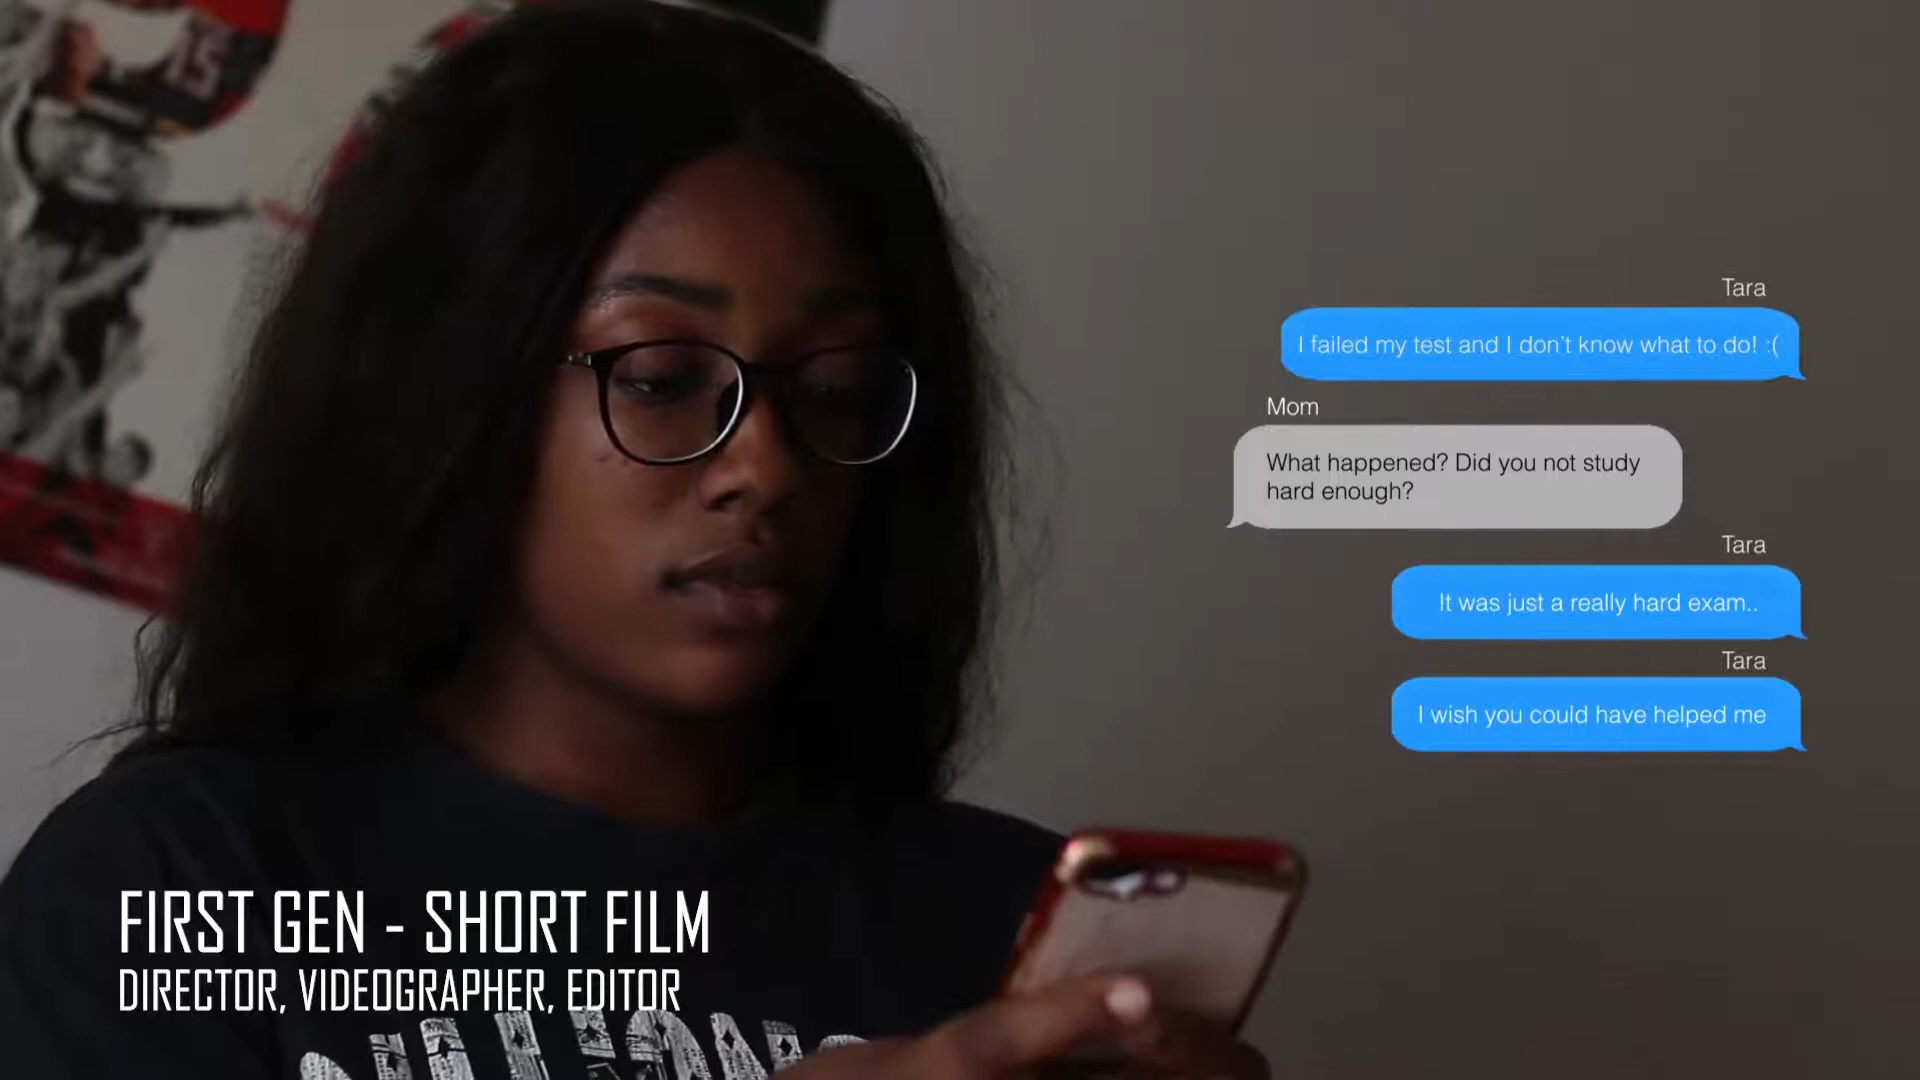 15
Tara
I failed my test and I don't know what to do! :(
Mom
What happened? Did you not study
hard enough?
Tara
It was just a really hard exam..
Tara
I wish you could have helped me
FIRST GEN - SHORT FILM
DIRECTOR, VIDEOGRAPHER, EDITOR